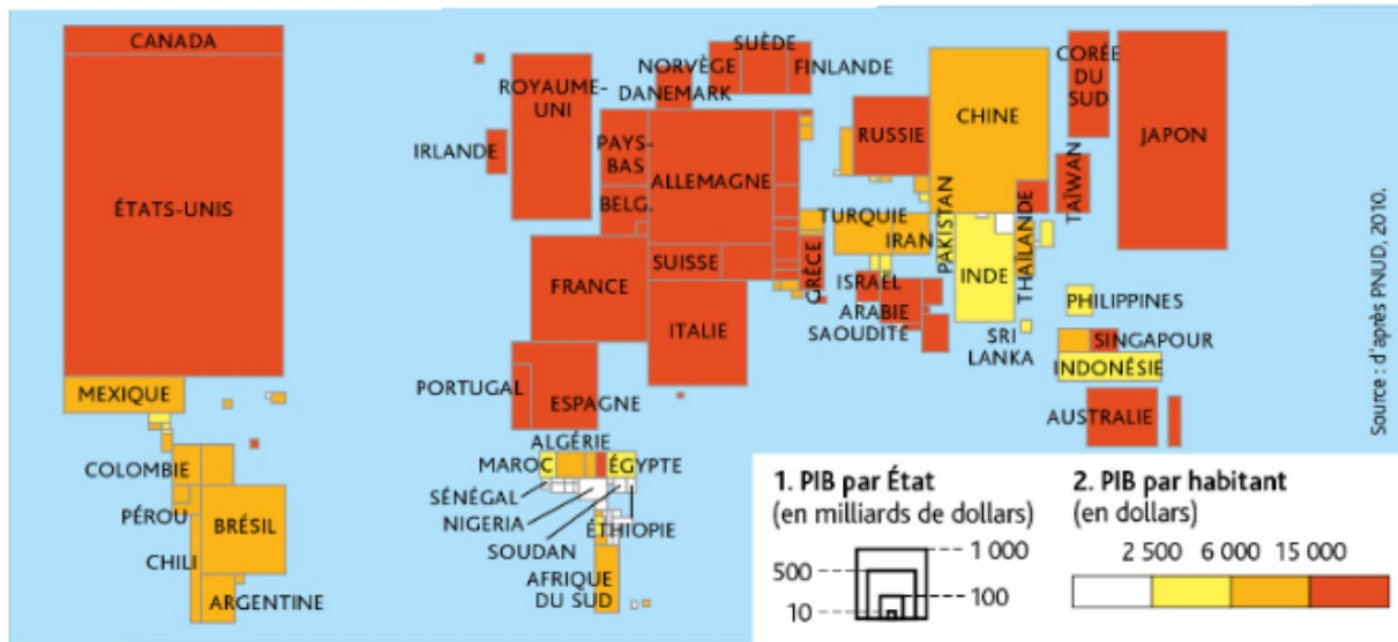 CANADA
ÉTATS-UNIS
MEXIQUE
COLOMBIE
PÉROU
BRÉSIL
CHILI
ARGENTINE
IRLANDE
ROYAUME-
UNI
NORVÈGE
SUÈDE
FINLANDE
DANEMARK
PAYS-
BAS
ALLEMAGNE
BELG.
SUISSE
FRANCE
ITALIE
PORTUGAL
ESPAGNE
GRÈCE
ALGÉRIE
MAROC
ÉGYPTE
SÉNÉGAL
NIGERIA
SOUDAN
ÉTHIOPIE
AFRIQUE
DU SUD
RUSSIE
TURQUIE
IRAN
ISRAËL
ARABIE
SAOUDITE
PAKISTAN
CHINE
INDE
SRI
LANKA
THAÏLANDE
CORÉE
DU
SUD
TAÏWAN
JAPON
PHILIPPINES
SINGAPOUR
INDONÉSIE
AUSTRALIE
Source : d'après PNUD, 2010.
1. PIB par État
(en milliards de dollars)
1 000
500
100
10
2. PIB par habitant
(en dollars)
2 500 6 000 15 000